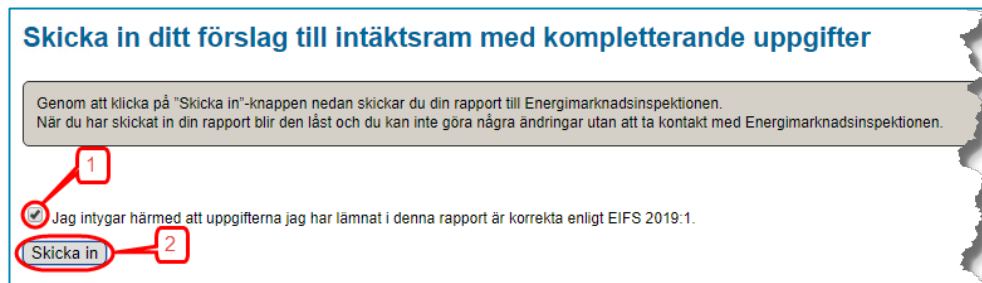 Skicka in ditt förslag till intäktsram med kompletterande uppgifter
Genom att klicka på "Skicka in"-knappen nedan skickar du din rapport till Energimarknadsinspektionen.
När du har skickat in din rapport blir den låst och du kan inte göra några ändringar utan att ta kontakt med Energimarknadsinspektionen.
1
Jag intygar härmed att uppgifterna jag har lämnat i denna rapport är korrekta enligt EIFS 2019:1.
Skicka in
2